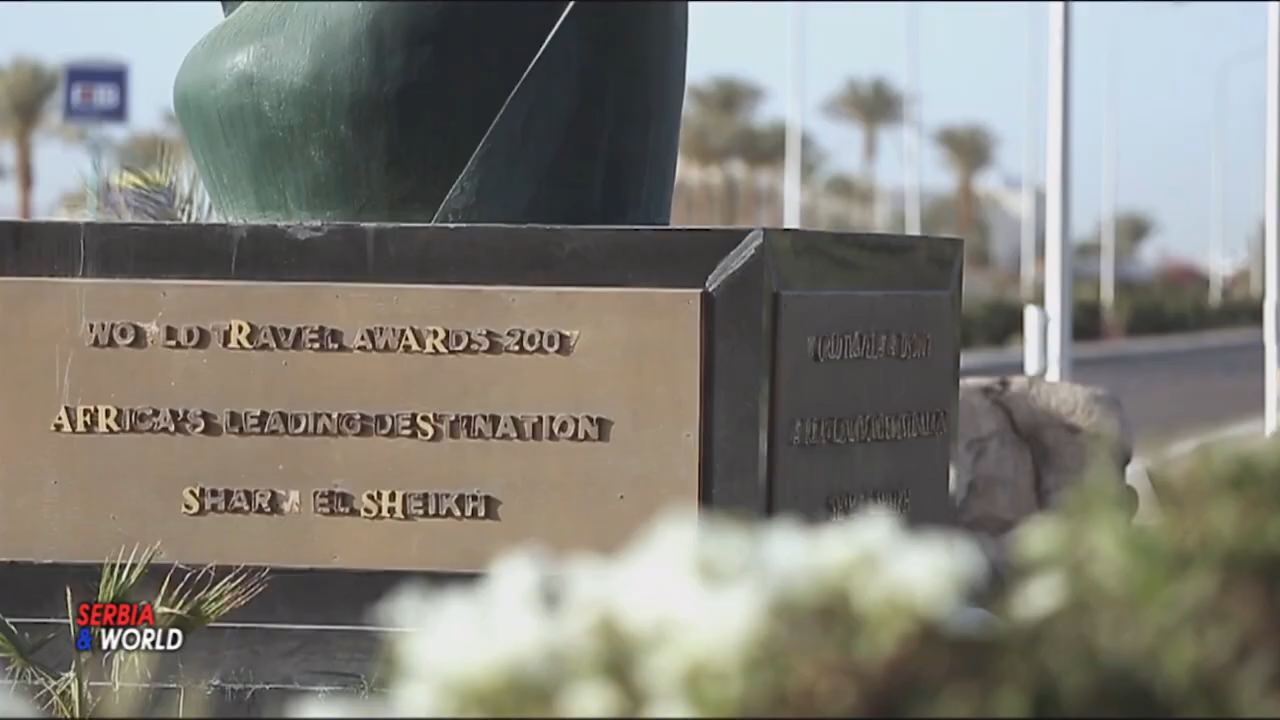 WORLD TRAVEL AWARDS 2007
AFRICA'S LEADING DESTINATION
SHARM EL SHEIKH
SERBIA
& WORLD